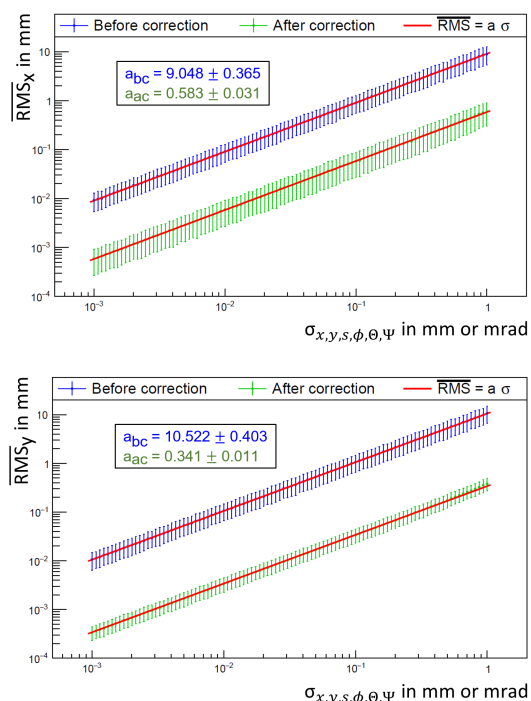 Before correction After correction RMS = a σ
RMSx in mm
a_bc = 9.048 ± 0.365
a_ac = 0.583 ± 0.031
10
1
10⁻¹
10⁻²
10⁻³
10⁻⁴
10⁻³ 10⁻² 10⁻¹ 1
σx,y,s,ϕ,Θ,Ψ in mm or mrad
Before correction After correction RMS = a σ
RMSy in mm
a_bc = 10.522 ± 0.403
a_ac = 0.341 ± 0.011
10
1
10⁻¹
10⁻²
10⁻³
10⁻⁴
10⁻³ 10⁻² 10⁻¹ 1
σx,y,s,ϕ,Θ,Ψ in mm or mrad